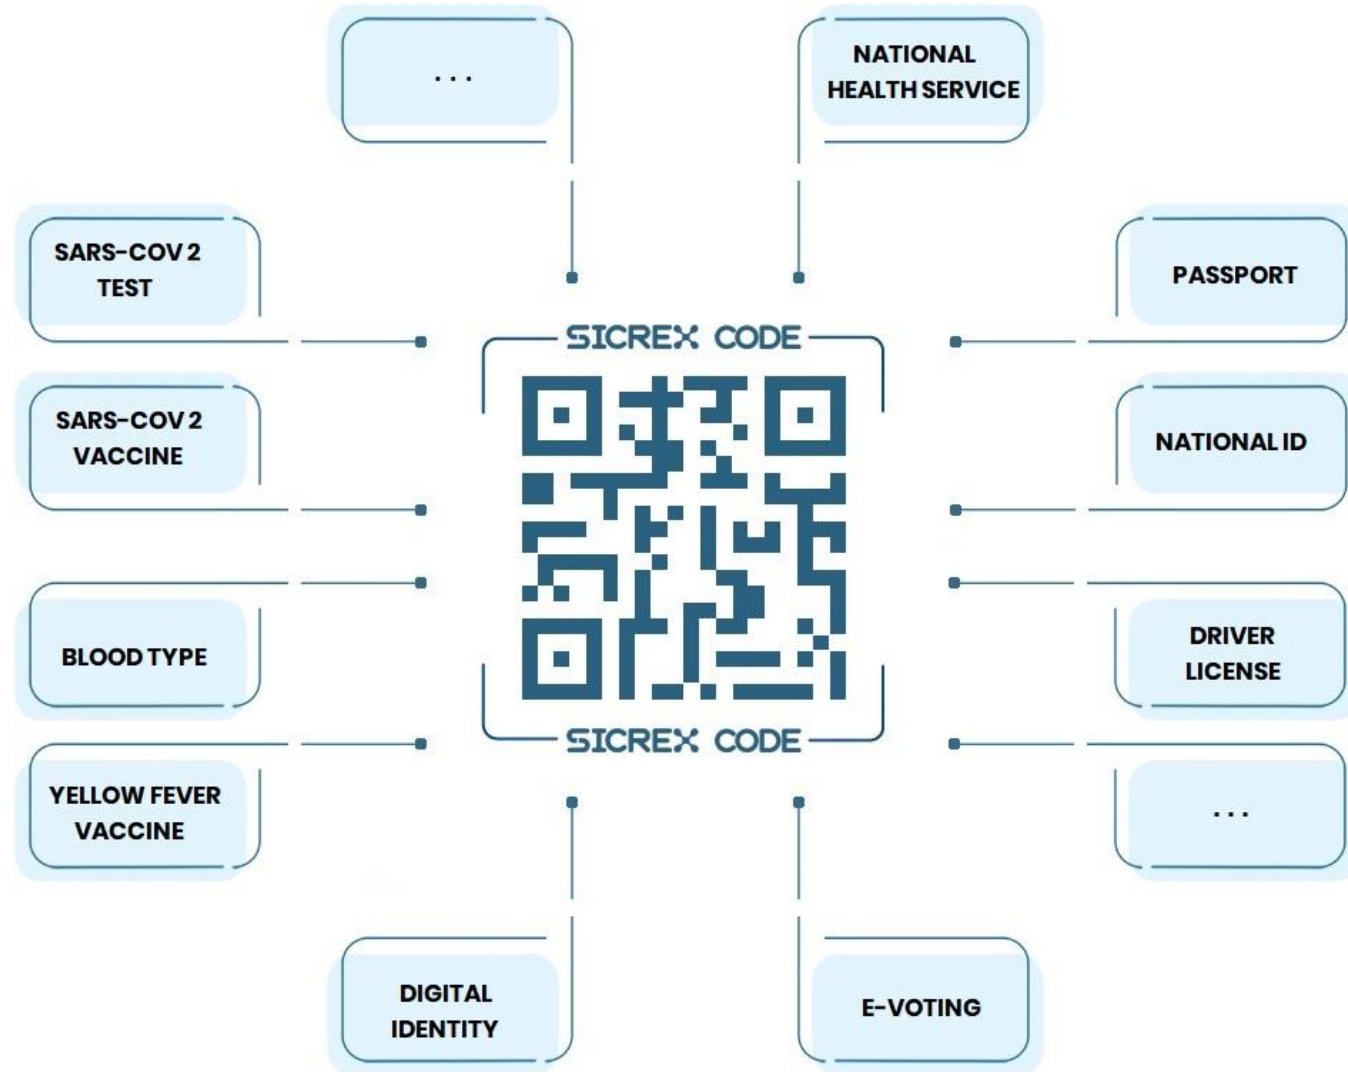 . . .
NATIONAL
HEALTH SERVICE
SARS-COV 2
TEST
PASSPORT
SICREX CODE
SARS-COV 2
VACCINE
NATIONAL ID
BLOOD TYPE
DRIVER
LICENSE
SICREX CODE
YELLOW FEVER
VACCINE
. . .
DIGITAL
IDENTITY
E-VOTING